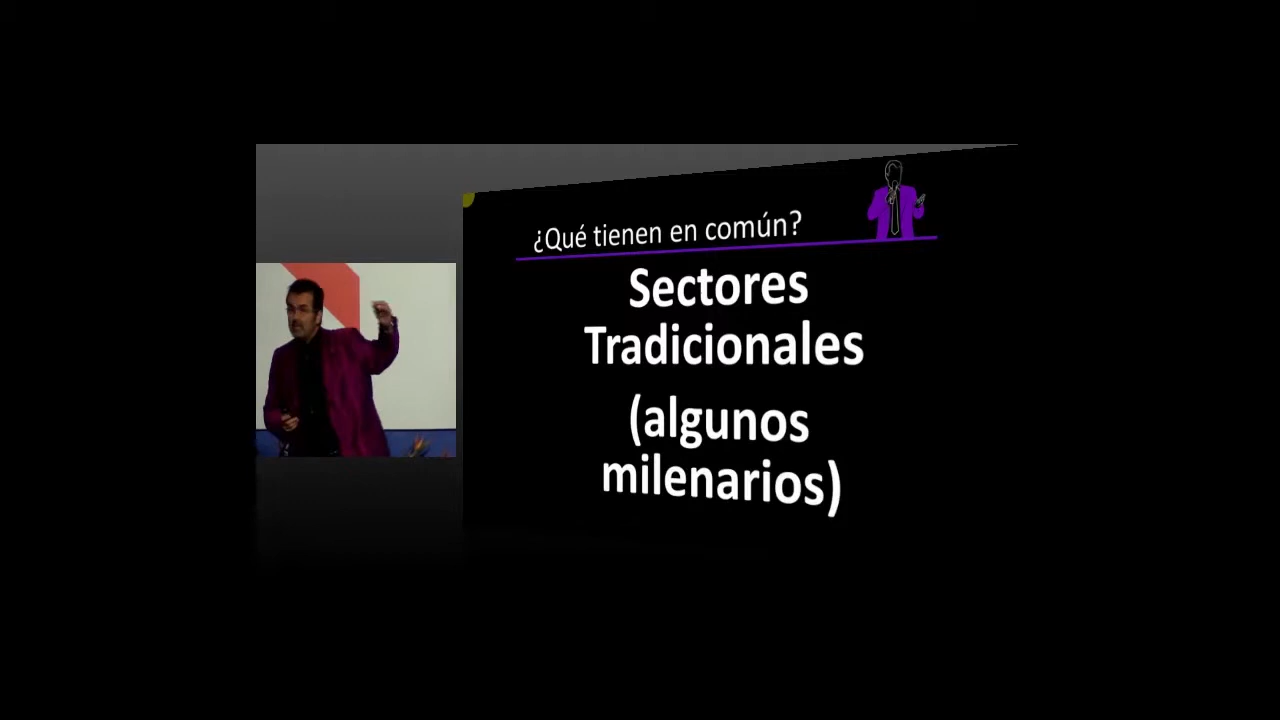 ¿Qué tienen en común?
Sectores
Tradicionales
(algunos
milenarios)